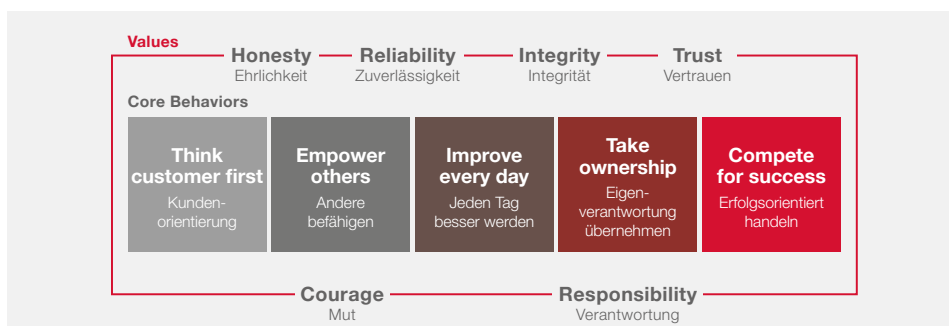 Values
Honesty
Ehrlichkeit
Reliability
Zuverlässigkeit
Integrity
Integrität
Trust
Vertrauen
Core Behaviors
Think
customer first
Kunden-
orientierung
Empower
others
Andere
befähigen
Improve
every day
Jeden Tag
besser werden
Take
ownership
Eigen-
verantwortung
übernehmen
Compete
for success
Erfolgsorientiert
handeln
Courage
Mut
Responsibility
Verantwortung